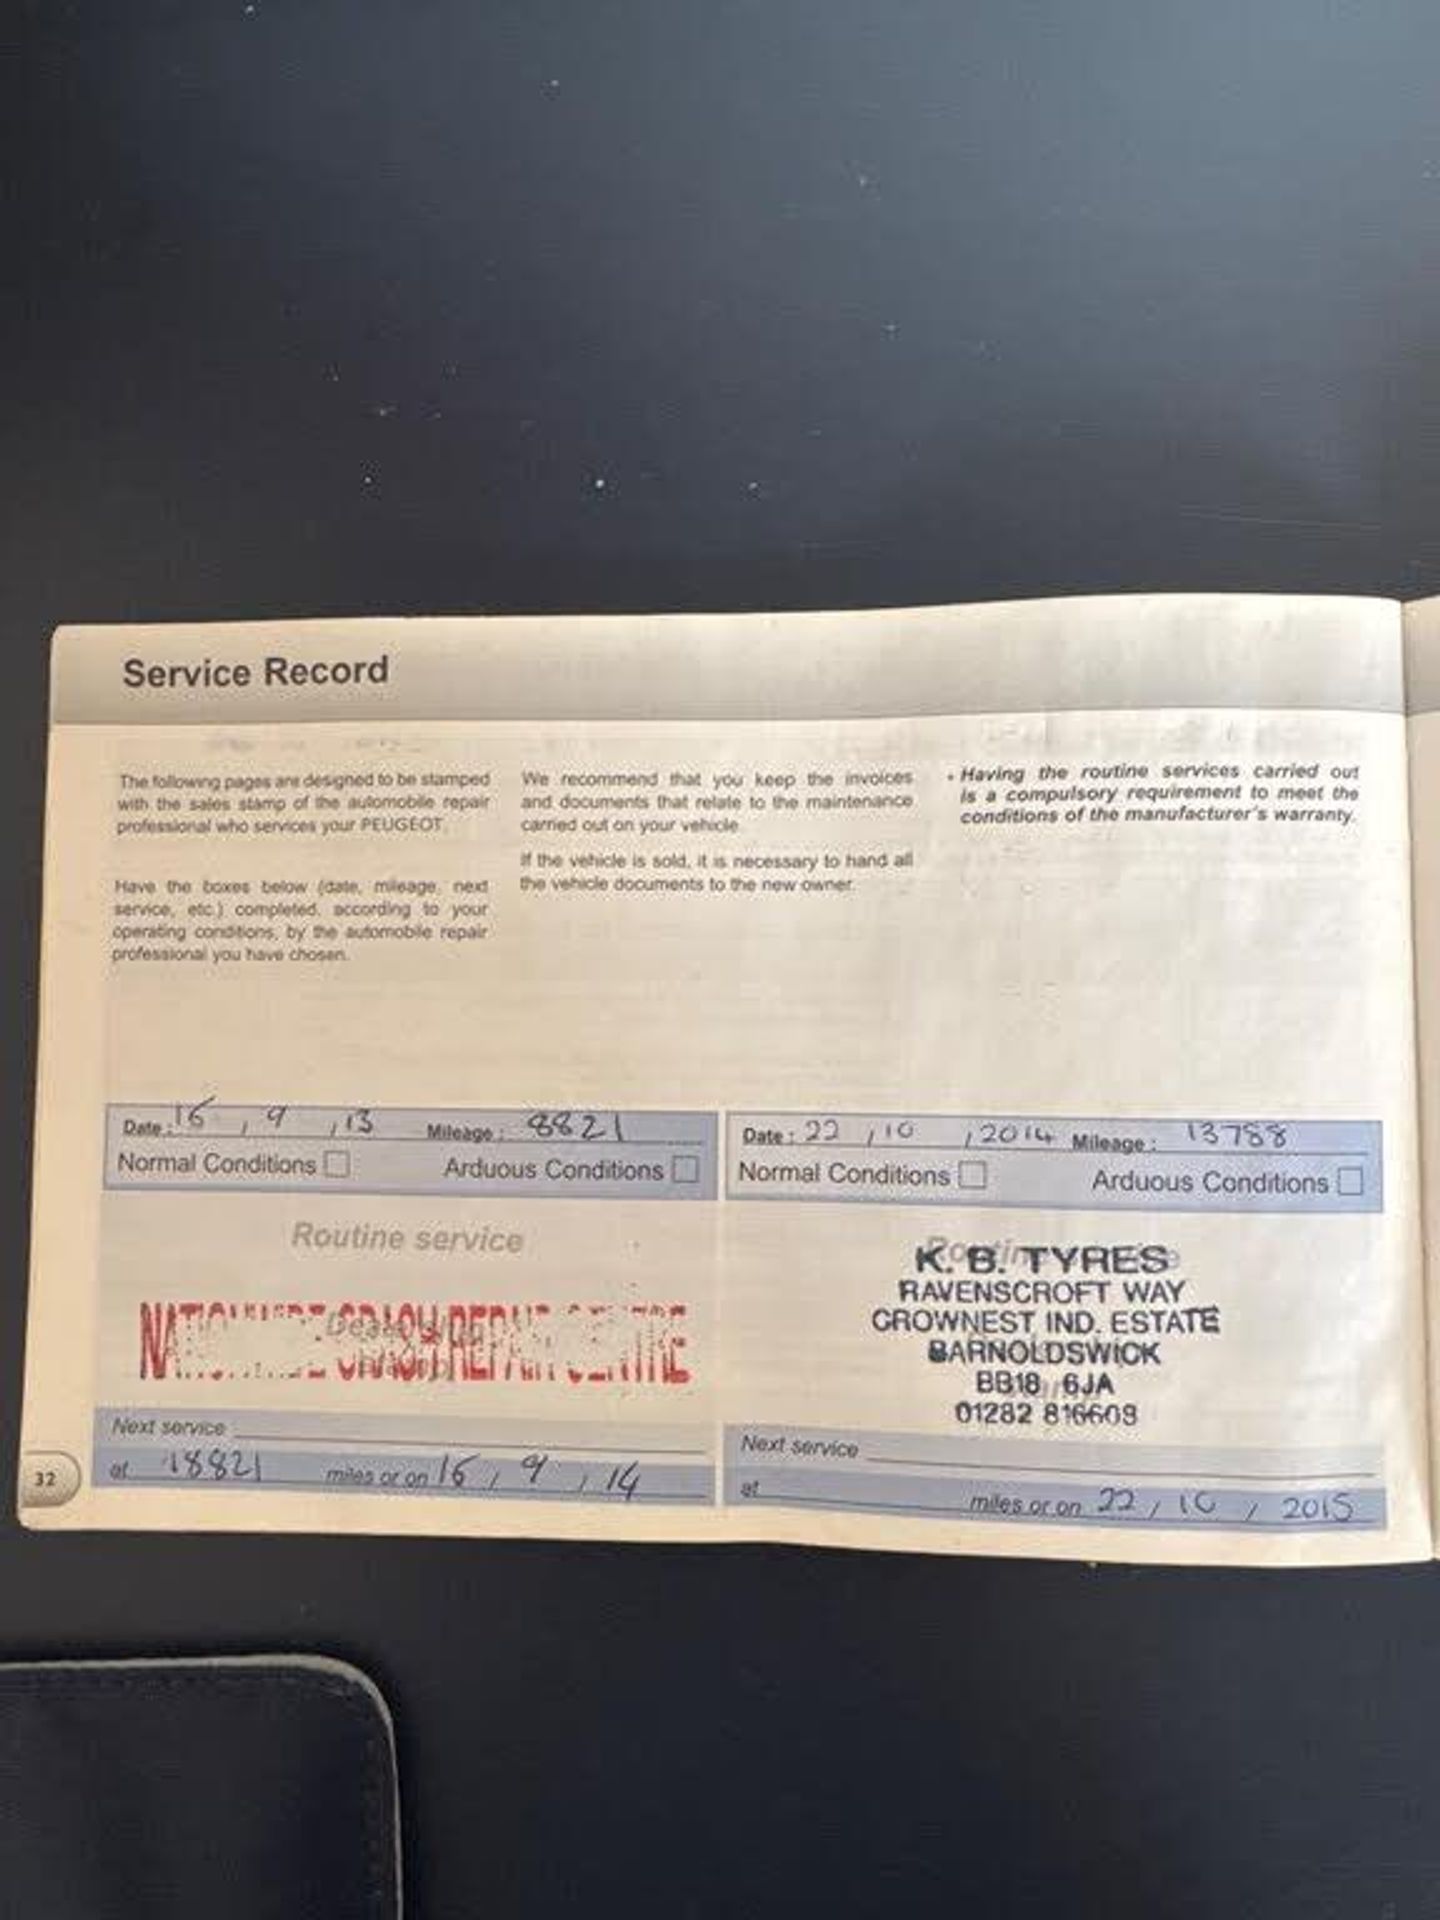 Service Record
The following pages are designed to be stamped
with the sales stamp of the automobile repair
professional who services your PEUGEOT.
Have the boxes below (date, mileage, next
service, etc.) completed, according to your
operating conditions, by the automobile repair
professional you have chosen.
We recommend that you keep the invoices
and documents that relate to the maintenance
carried out on your vehicle.
If the vehicle is sold, it is necessary to hand all
the vehicle documents to the new owner.
• Having the routine services carried out
is a compulsory requirement to meet the
conditions of the manufacturer's warranty.
Date : 16 / 9 / 13 Mileage : 8821
Normal Conditions Arduous Conditions
Routine service
NATIONWIDE CRASH REPAIR CENTRE
Next service
at 18821 miles or on 16 / 9 / 14
Date : 22 / 10 / 2014 Mileage : 13788
Normal Conditions Arduous Conditions
K. B. TYRES
RAVENSCROFT WAY
CROWNEST IND. ESTATE
BARNOLDSWICK
BB18 6JA
01282 816608
Next service
at miles or on 22 / 10 / 2015
32